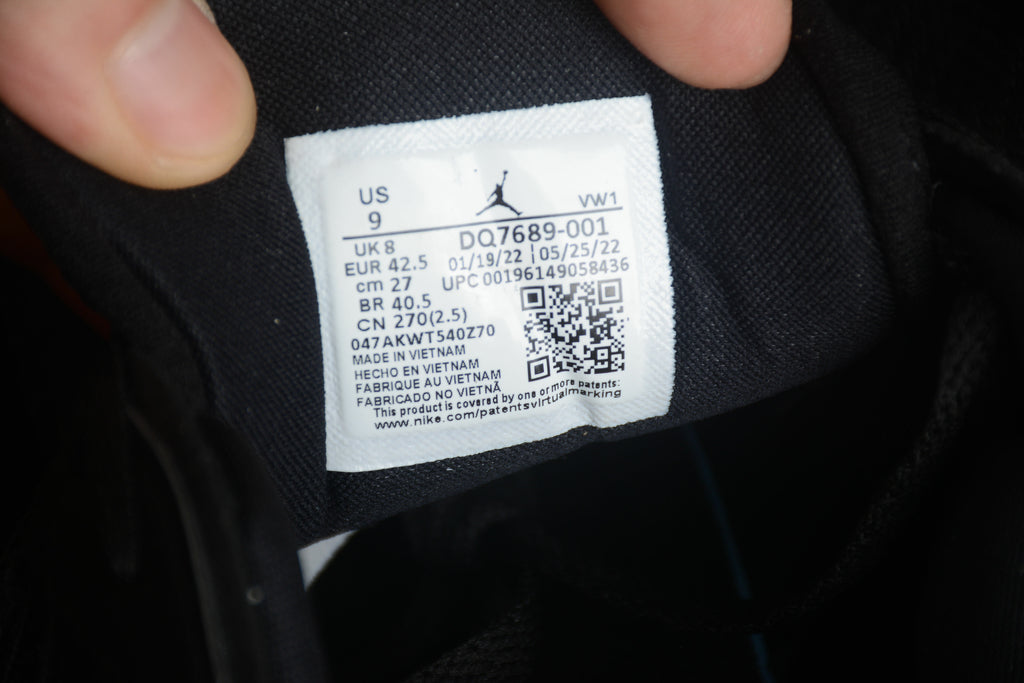 US
9
VW1
UK 8
DQ7689-001
EUR 42.5
01/19/22 | 05/25/22
cm 27
UPC 00196149058436
BR 40.5
CN 270(2.5)
047AKWT540Z70
MADE IN VIETNAM
HECHO EN VIETNAM
FABRIQUE AU VIETNAM
FABRICADO NO VIETNÃ
This product is covered by one or more patents:
www.nike.com/patentsvirtualmarking